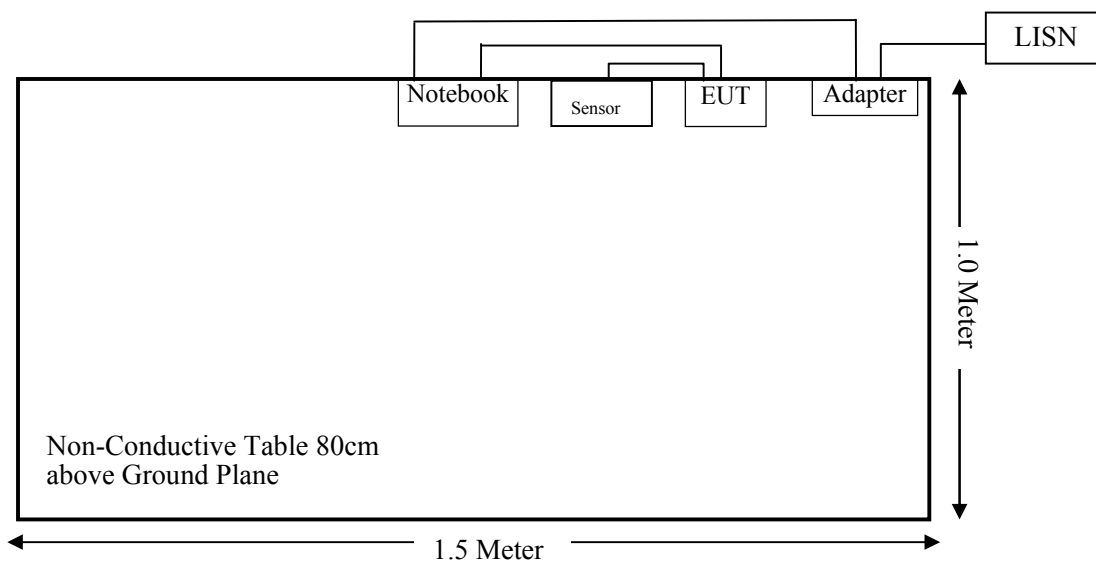 LISN
Notebook
Sensor
EUT
Adapter
1.0 Meter
Non-Conductive Table 80cm
above Ground Plane
1.5 Meter